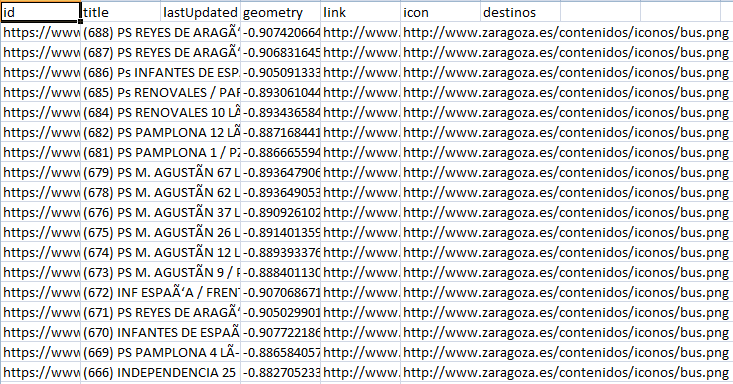 id title lastUpdated geometry link icon destinos
https://www (688) PS REYES DE ARAGÃ“ -0.907420664 http://www. http://www.zaragoza.es/contenidos/iconos/bus.png
https://www (687) PS REYES DE ARAGÃ“ -0.906831645 http://www. http://www.zaragoza.es/contenidos/iconos/bus.png
https://www (686) Ps INFANTES DE ESP. -0.905091333 http://www. http://www.zaragoza.es/contenidos/iconos/bus.png
https://www (685) PS RENOVALES / PAR -0.893061044 http://www. http://www.zaragoza.es/contenidos/iconos/bus.png
https://www (684) PS RENOVALES 10 LÃ -0.893436584 http://www. http://www.zaragoza.es/contenidos/iconos/bus.png
https://www (682) PS PAMPLONA 12 LÃ -0.887168441 http://www. http://www.zaragoza.es/contenidos/iconos/bus.png
https://www (681) PS PAMPLONA 1 / PZ -0.886665594 http://www. http://www.zaragoza.es/contenidos/iconos/bus.png
https://www (679) PS M. AGUSTÃN 67 L -0.893647906 http://www. http://www.zaragoza.es/contenidos/iconos/bus.png
https://www (678) PS M. AGUSTÃN 62 L -0.893649053 http://www. http://www.zaragoza.es/contenidos/iconos/bus.png
https://www (676) PS M. AGUSTÃN 37 L -0.890926102 http://www. http://www.zaragoza.es/contenidos/iconos/bus.png
https://www (675) PS M. AGUSTÃN 26 L -0.891401359 http://www. http://www.zaragoza.es/contenidos/iconos/bus.png
https://www (674) PS M. AGUSTÃN 12 L -0.889393376 http://www. http://www.zaragoza.es/contenidos/iconos/bus.png
https://www (673) PS M. AGUSTÃN 9 / F -0.888401130 http://www. http://www.zaragoza.es/contenidos/iconos/bus.png
https://www (672) INF ESPAÃ‘A / FRENT -0.907068671 http://www. http://www.zaragoza.es/contenidos/iconos/bus.png
https://www (671) PS REYES DE ARAGÃ“ -0.905029901 http://www. http://www.zaragoza.es/contenidos/iconos/bus.png
https://www (670) INFANTES DE ESPAÃ -0.907722186 http://www. http://www.zaragoza.es/contenidos/iconos/bus.png
https://www (669) PS PAMPLONA 4 LÃ- -0.886584057 http://www. http://www.zaragoza.es/contenidos/iconos/bus.png
https://www (666) INDEPENDENCIA 25 -0.882705233 http://www. http://www.zaragoza.es/contenidos/iconos/bus.png